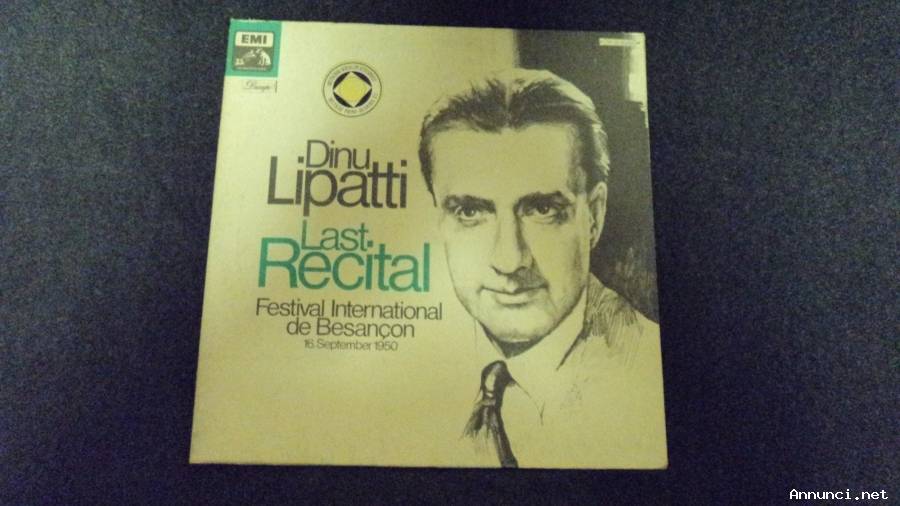 EMI
Dinu
Lipatti
Last
Recital
Festival International
de Besançon
16. September 1950
Annunci.net